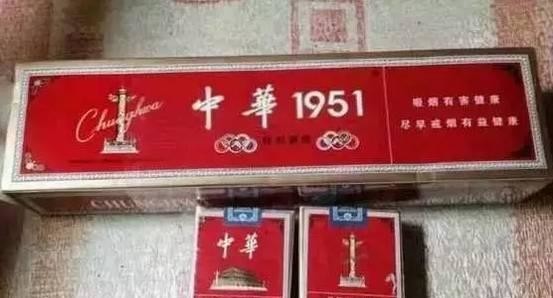 Chunghwa
中華 1951
吸烟有害健康
尽早戒烟有益健康
中華